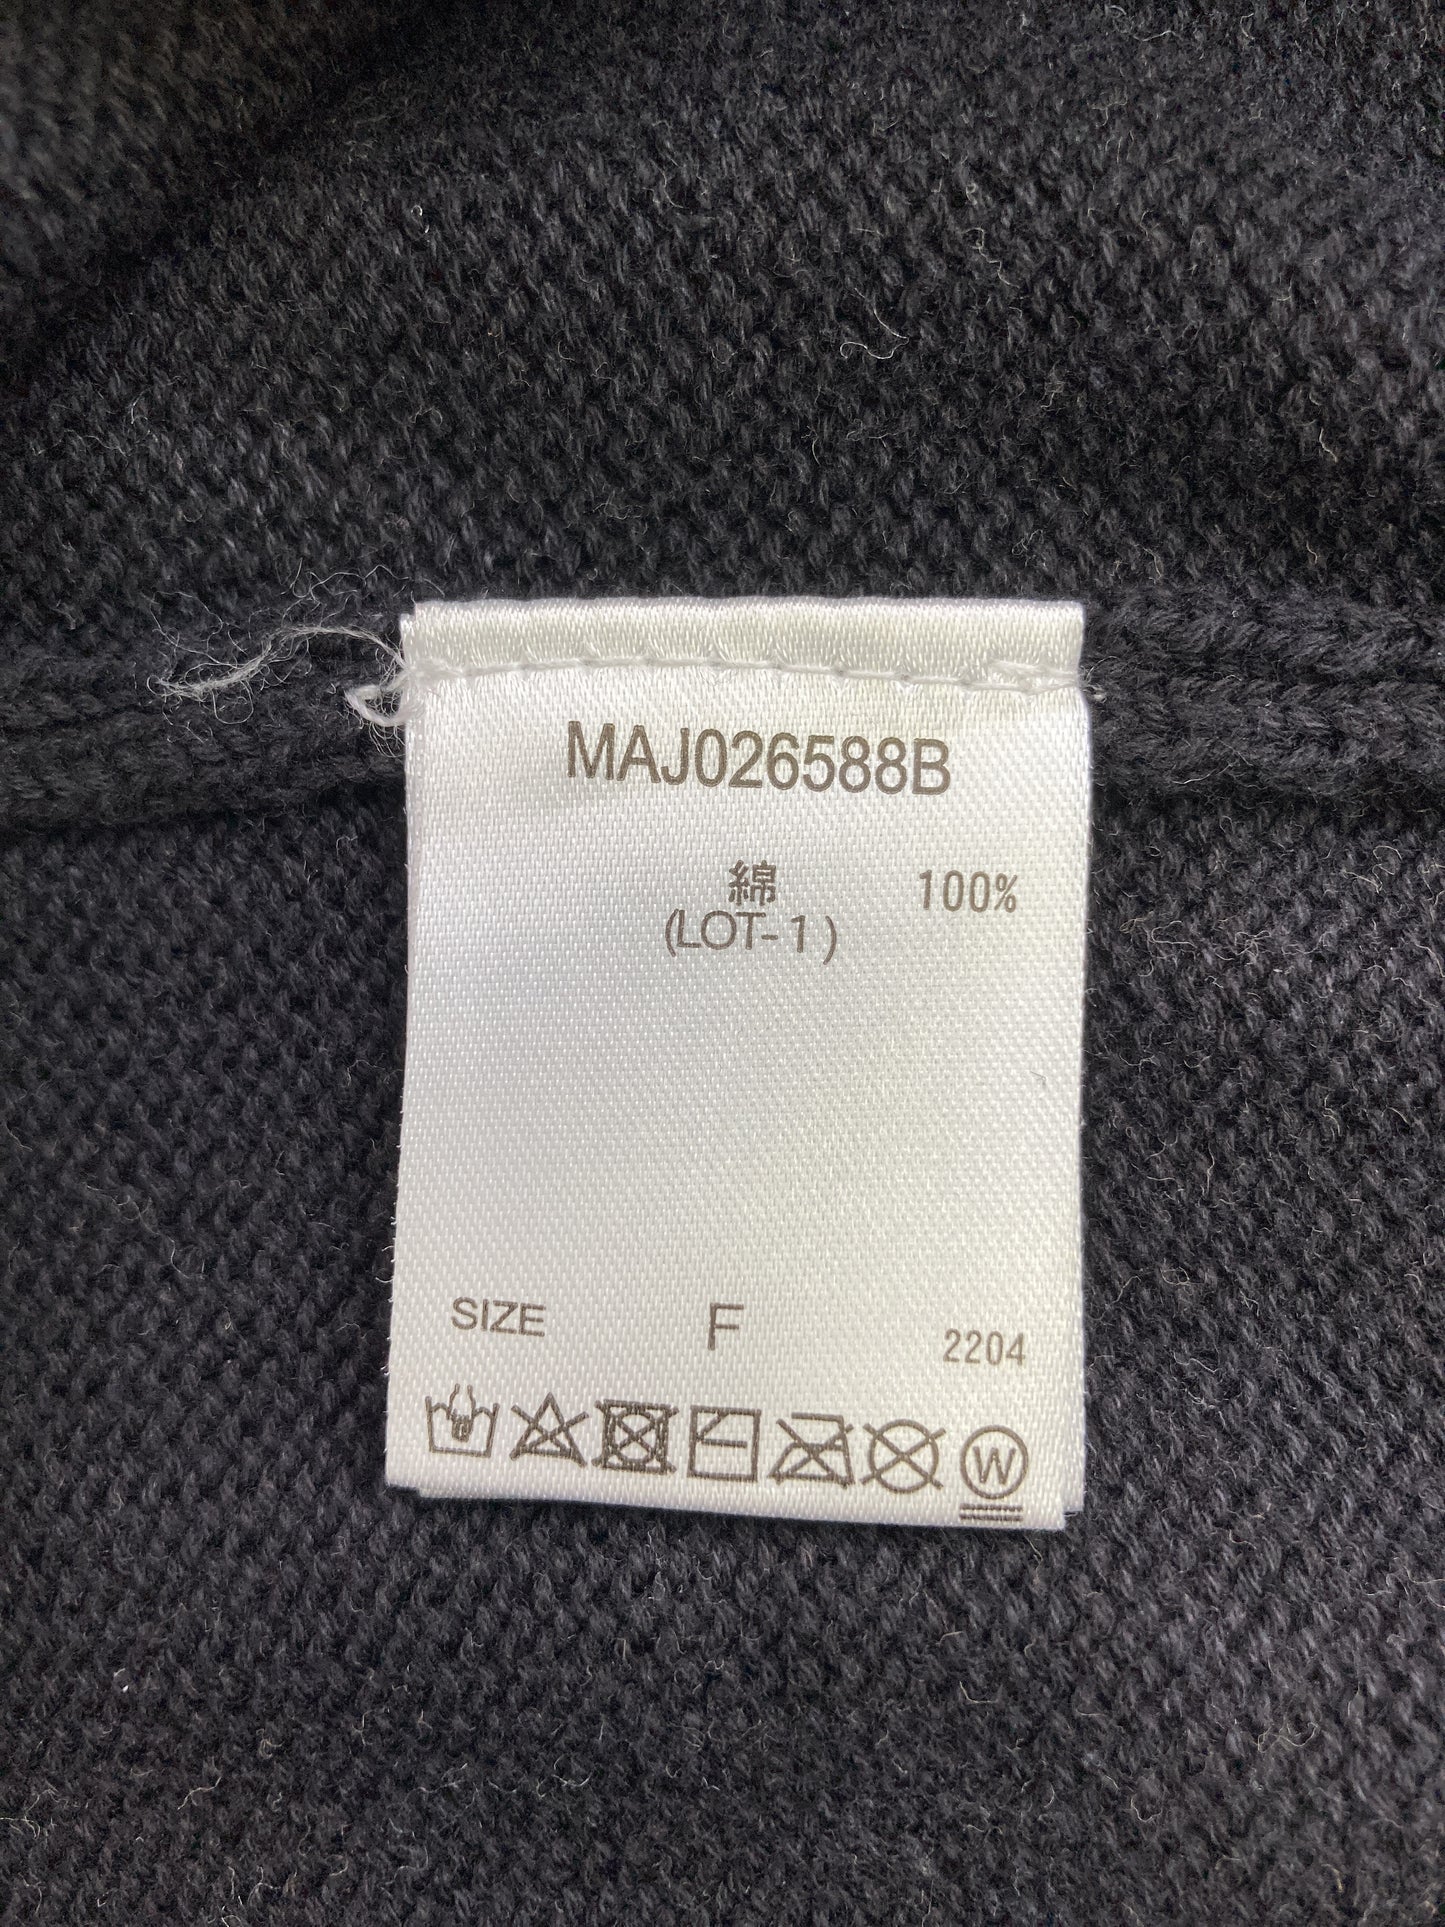 MAJ026588B
綿 100%
(LOT-1)
SIZE F 2204
W